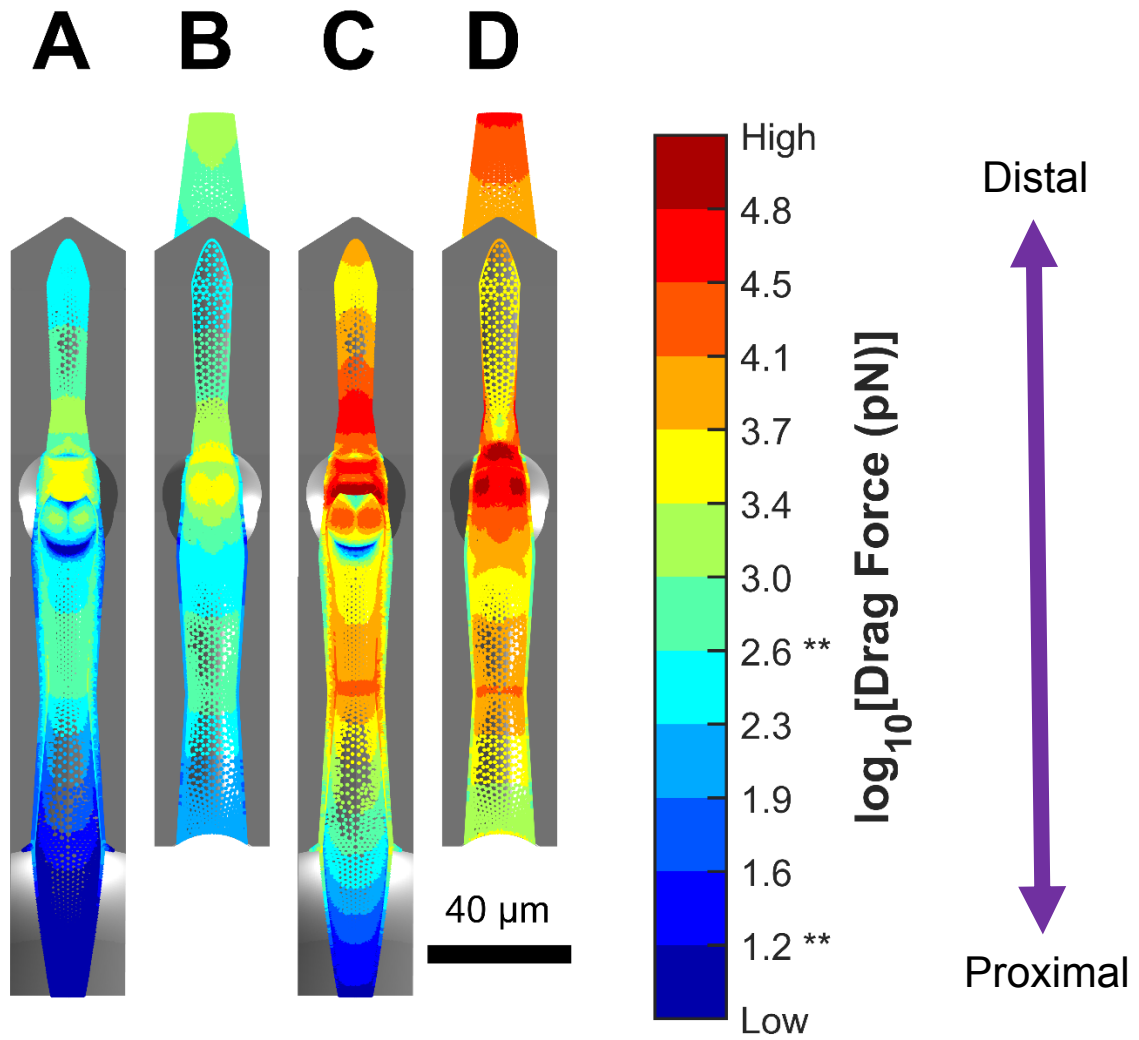 A B C D
High
Distal
4.8
4.5
4.1
3.7
3.4
3.0
2.6 **
2.3
1.9
1.6
1.2 **
Low
log10[Drag Force (pN)]
40 µm
Proximal